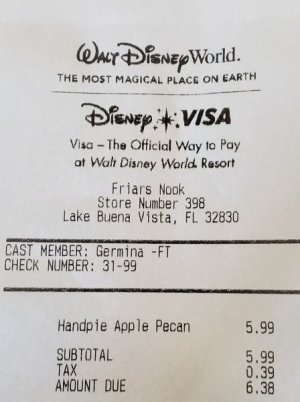 WALT DISNEY World.
THE MOST MAGICAL PLACE ON EARTH
DISNEY VISA
Visa – The Official Way to Pay
at Walt Disney World Resort
Friars Nook
Store Number 398
Lake Buena Vista, FL 32830
CAST MEMBER: Germina -FT
CHECK NUMBER: 31-99
Handpie Apple Pecan 5.99
SUBTOTAL 5.99
TAX 0.39
AMOUNT DUE 6.38